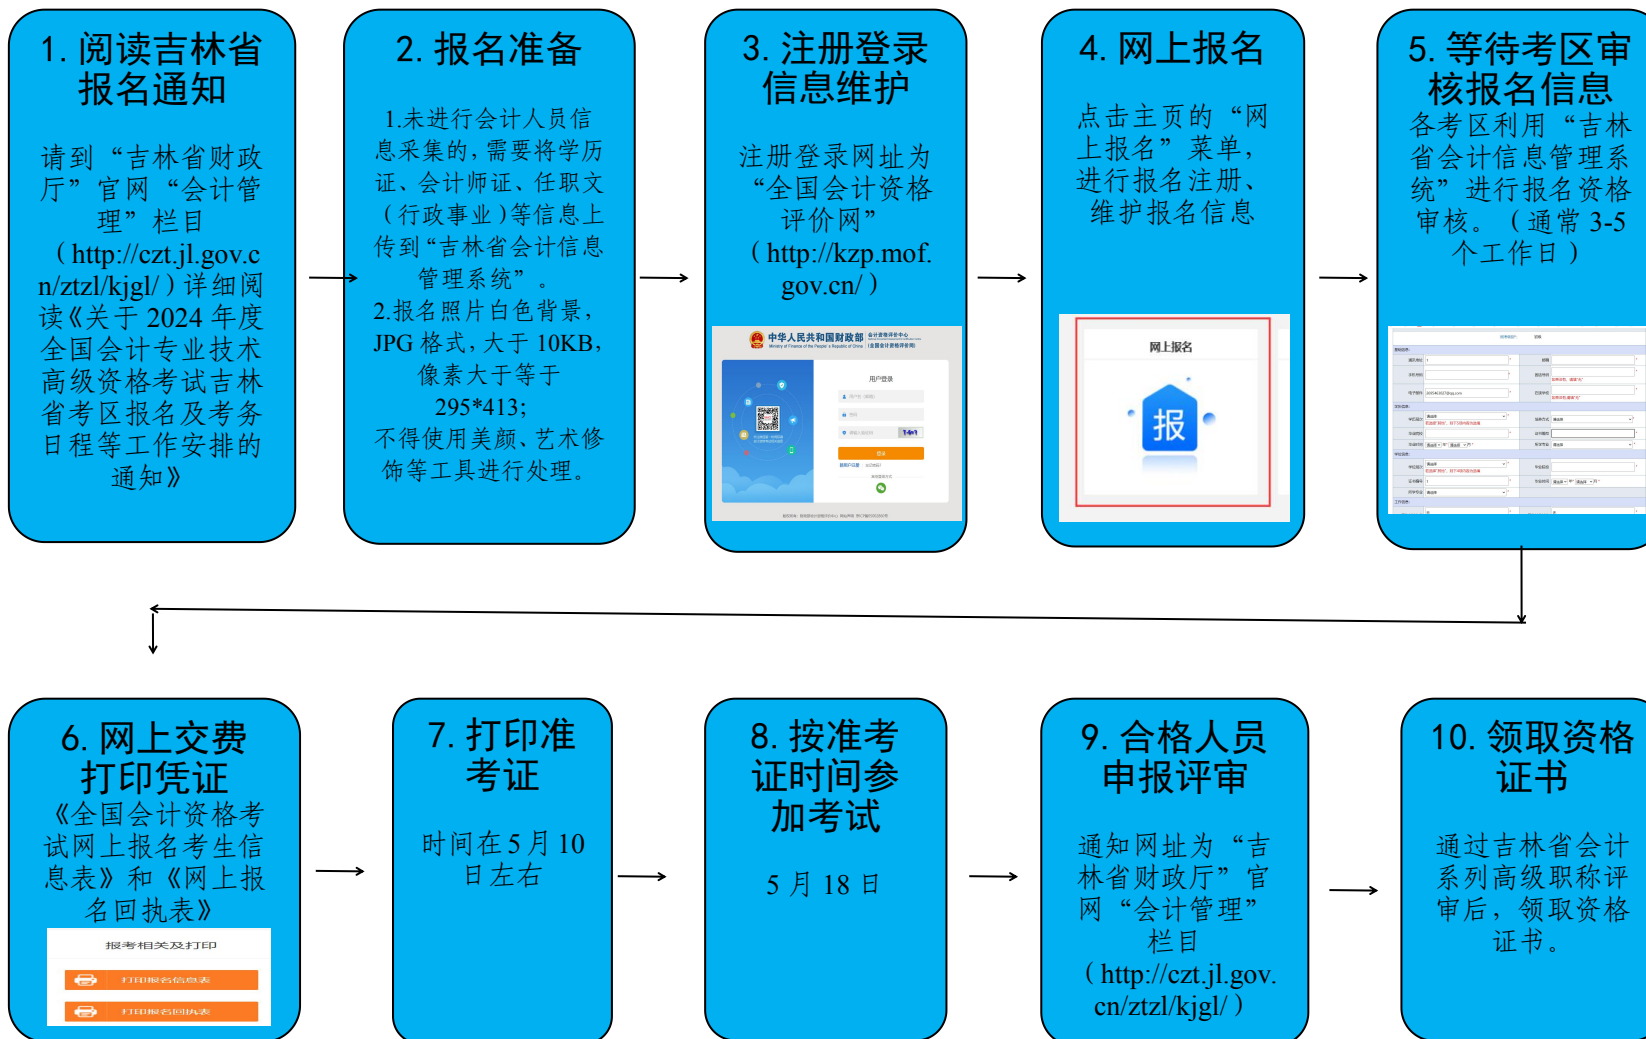 1.阅读吉林省
报名通知
请到“吉林省财政
厅”官网“会计管
理”栏目
（http://czt.jl.gov.c
n/ztzl/kjgl/）详细阅
读《关于 2024 年度
全国会计专业技术
高级资格考试吉林
省考区报名及考务
日程等工作安排的
通知》
2.报名准备
1.未进行会计人员信
息采集的,需要将学历
证、会计师证、任职文
（行政事业）等信息上
传到“吉林省会计信息
管理系统”。
2.报名照片白色背景，
JPG 格式,大于 10KB，
像素大于等于
295*413;
不得使用美颜、艺术修
饰等工具进行处理。
3.注册登录
信息维护
注册登录网址为
“全国会计资格
评价网”
（http://kzp.mof.
gov.cn/）
中华人民共和国财政部
会计资格评价中心
（全国会计资格评价网）
用户登录
登录
4.网上报名
点击主页的“网
上报名”菜单，
进行报名注册、
维护报名信息
网上报名
报
5.等待考区审
核报名信息
各考区利用“吉林
省会计信息管理系
统”进行报名资格
审核。（通常 3-5
个工作日）
6.网上交费
打印凭证
《全国会计资格考
试网上报名考生信
息表》和《网上报
名回执表》
报考相关及打印
打印报名信息表
打印报名回执表
7.打印准
考证
时间在 5 月 10
日左右
8.按准考
证时间参
加考试
5 月 18 日
9.合格人员
申报评审
通知网址为“吉
林省财政厅”官
网“会计管理”
栏目
（http://czt.jl.gov.
cn/ztzl/kjgl/）
10.领取资格
证书
通过吉林省会计
系列高级职称评
审后，领取资格
证书。